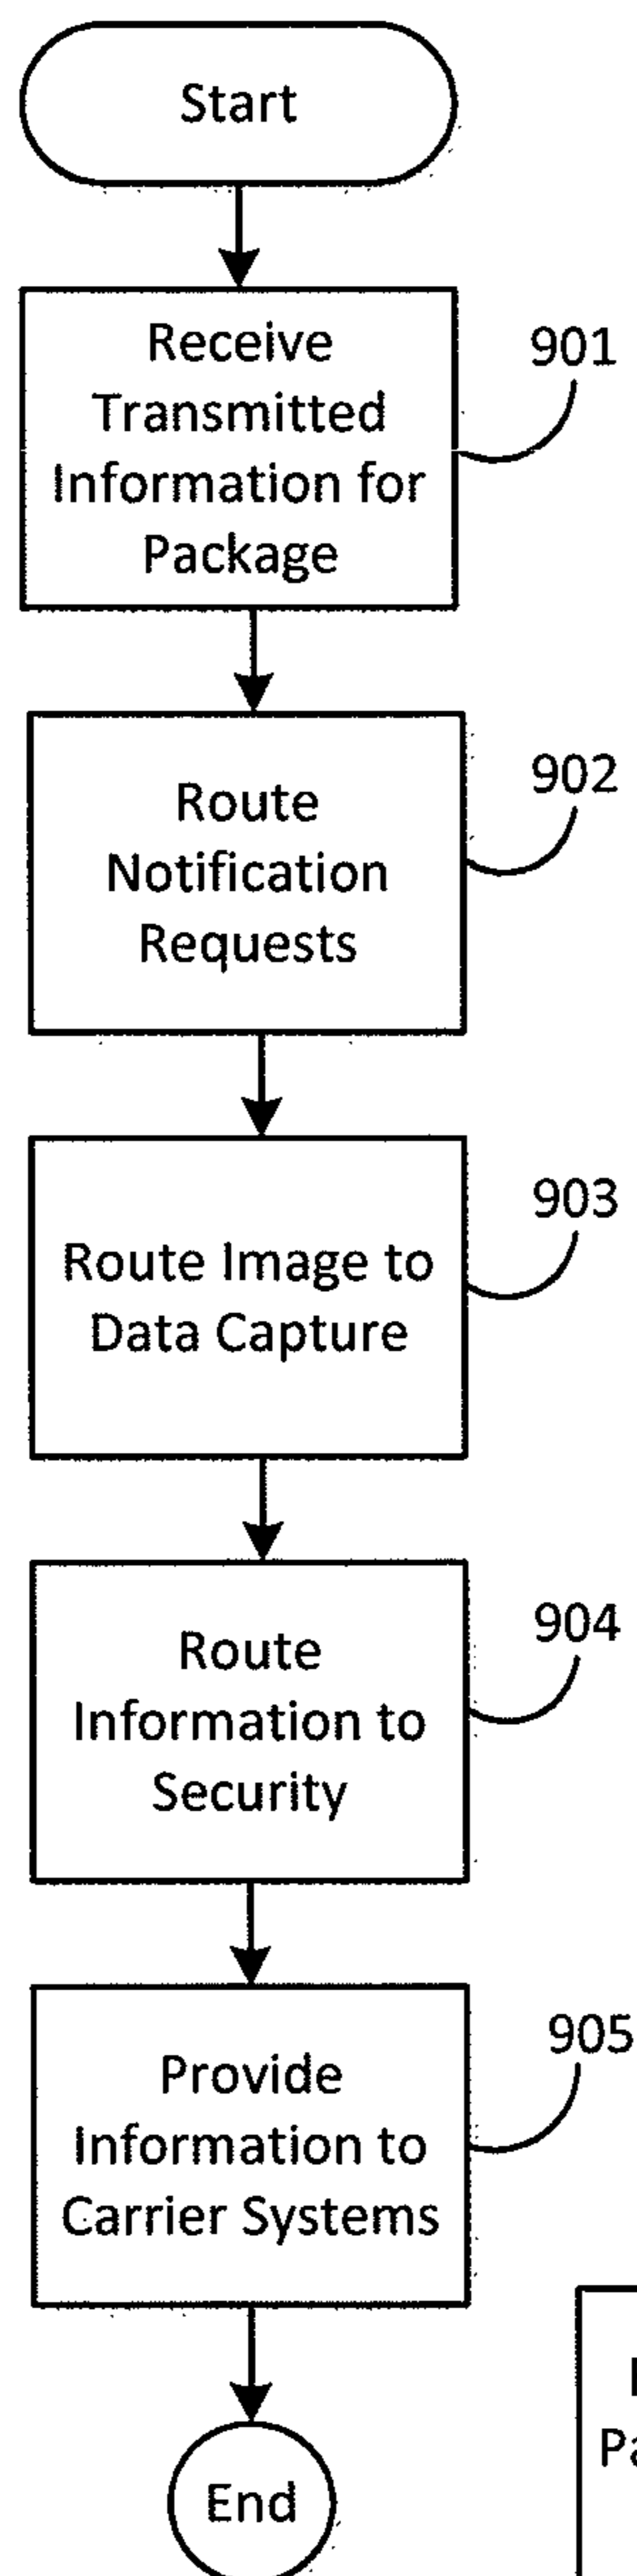 Start
Receive
Transmitted
Information for
Package
901
Route
Notification
Requests
902
Route Image to
Data Capture
903
Route
Information to
Security
904
Provide
Information to
Carrier Systems
905
End